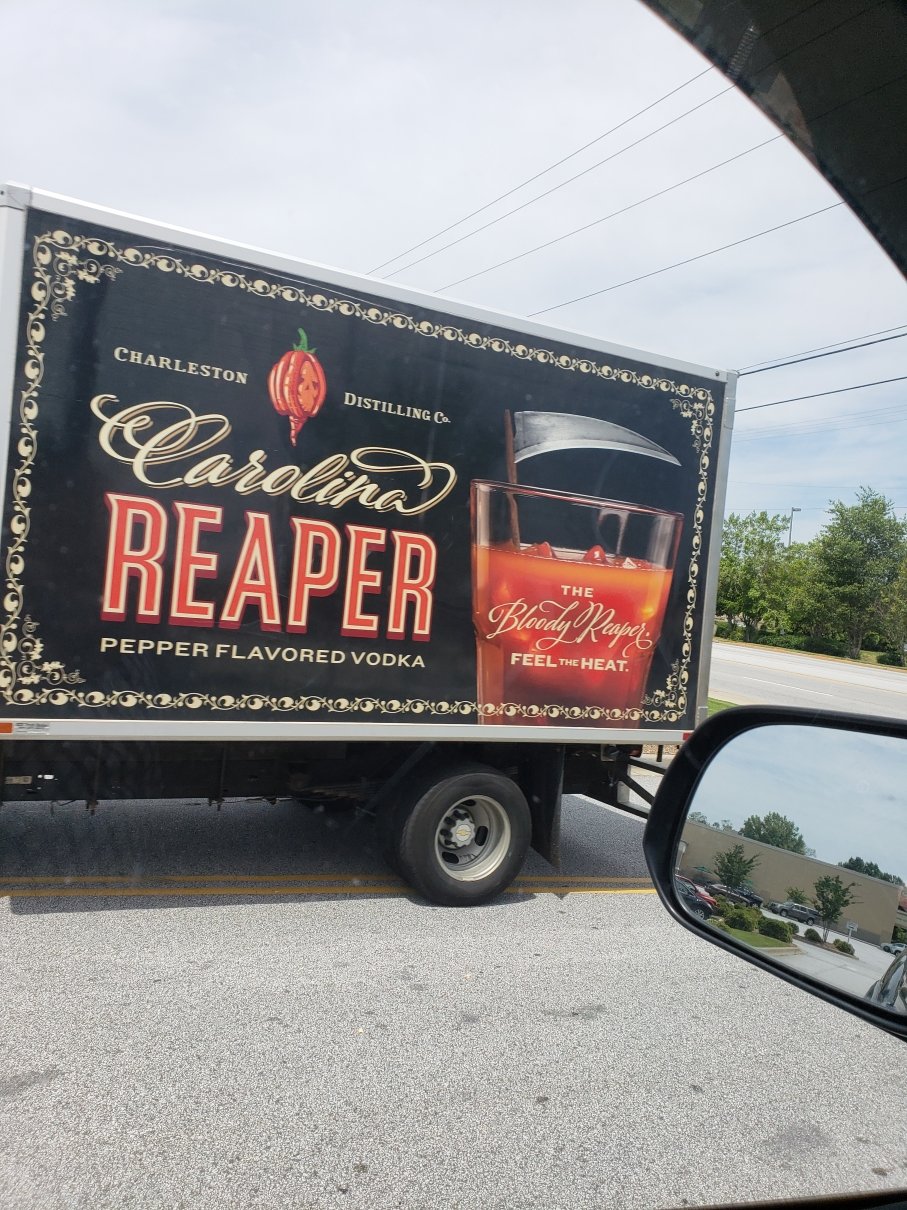 CHARLESTON
DISTILLING CO.
Carolina
REAPER
PEPPER FLAVORED VODKA
THE
Bloody Reaper.
FEEL THE HEAT.